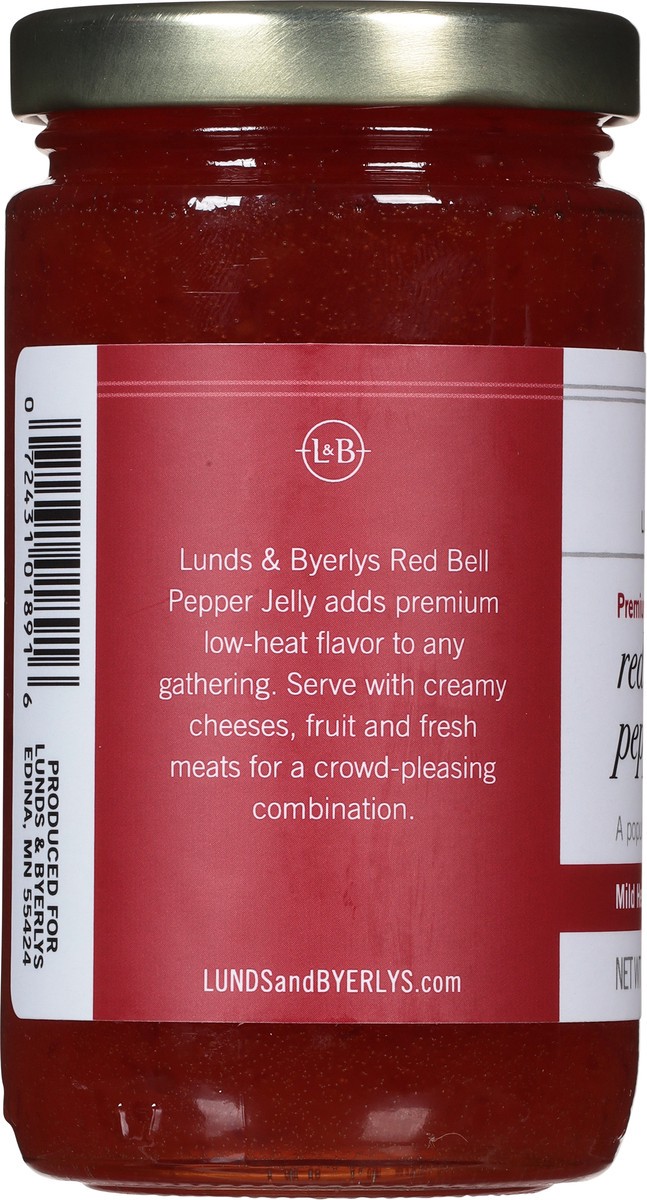 L&B
Lunds & Byerlys Red Bell
Pepper Jelly adds premium
low-heat flavor to any
gathering. Serve with creamy
cheeses, fruit and fresh
meats for a crowd-pleasing
combination.
LUNDSandBYERLYS.com
0 72431 01891 6
PRODUCED FOR
LUNDS & BYERLYS
EDINA, MN 55424
Mild
NET